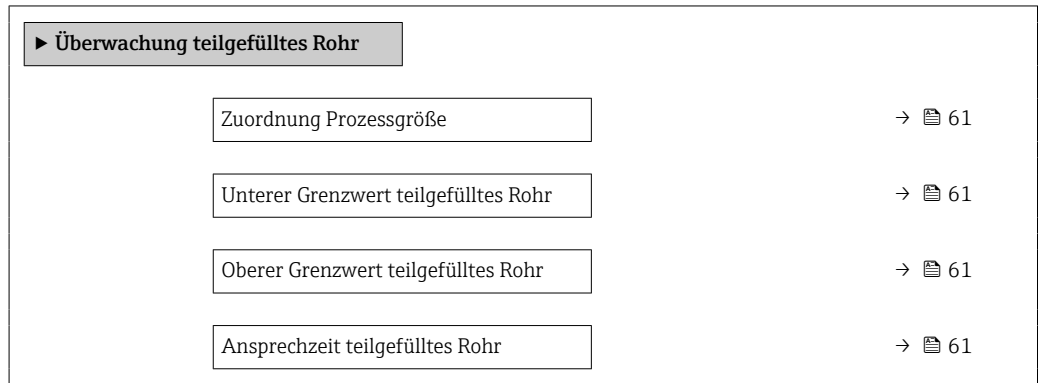 ▶ Überwachung teilgefülltes Rohr
Zuordnung Prozessgröße → 61
Unterer Grenzwert teilgefülltes Rohr → 61
Oberer Grenzwert teilgefülltes Rohr → 61
Ansprechzeit teilgefülltes Rohr → 61